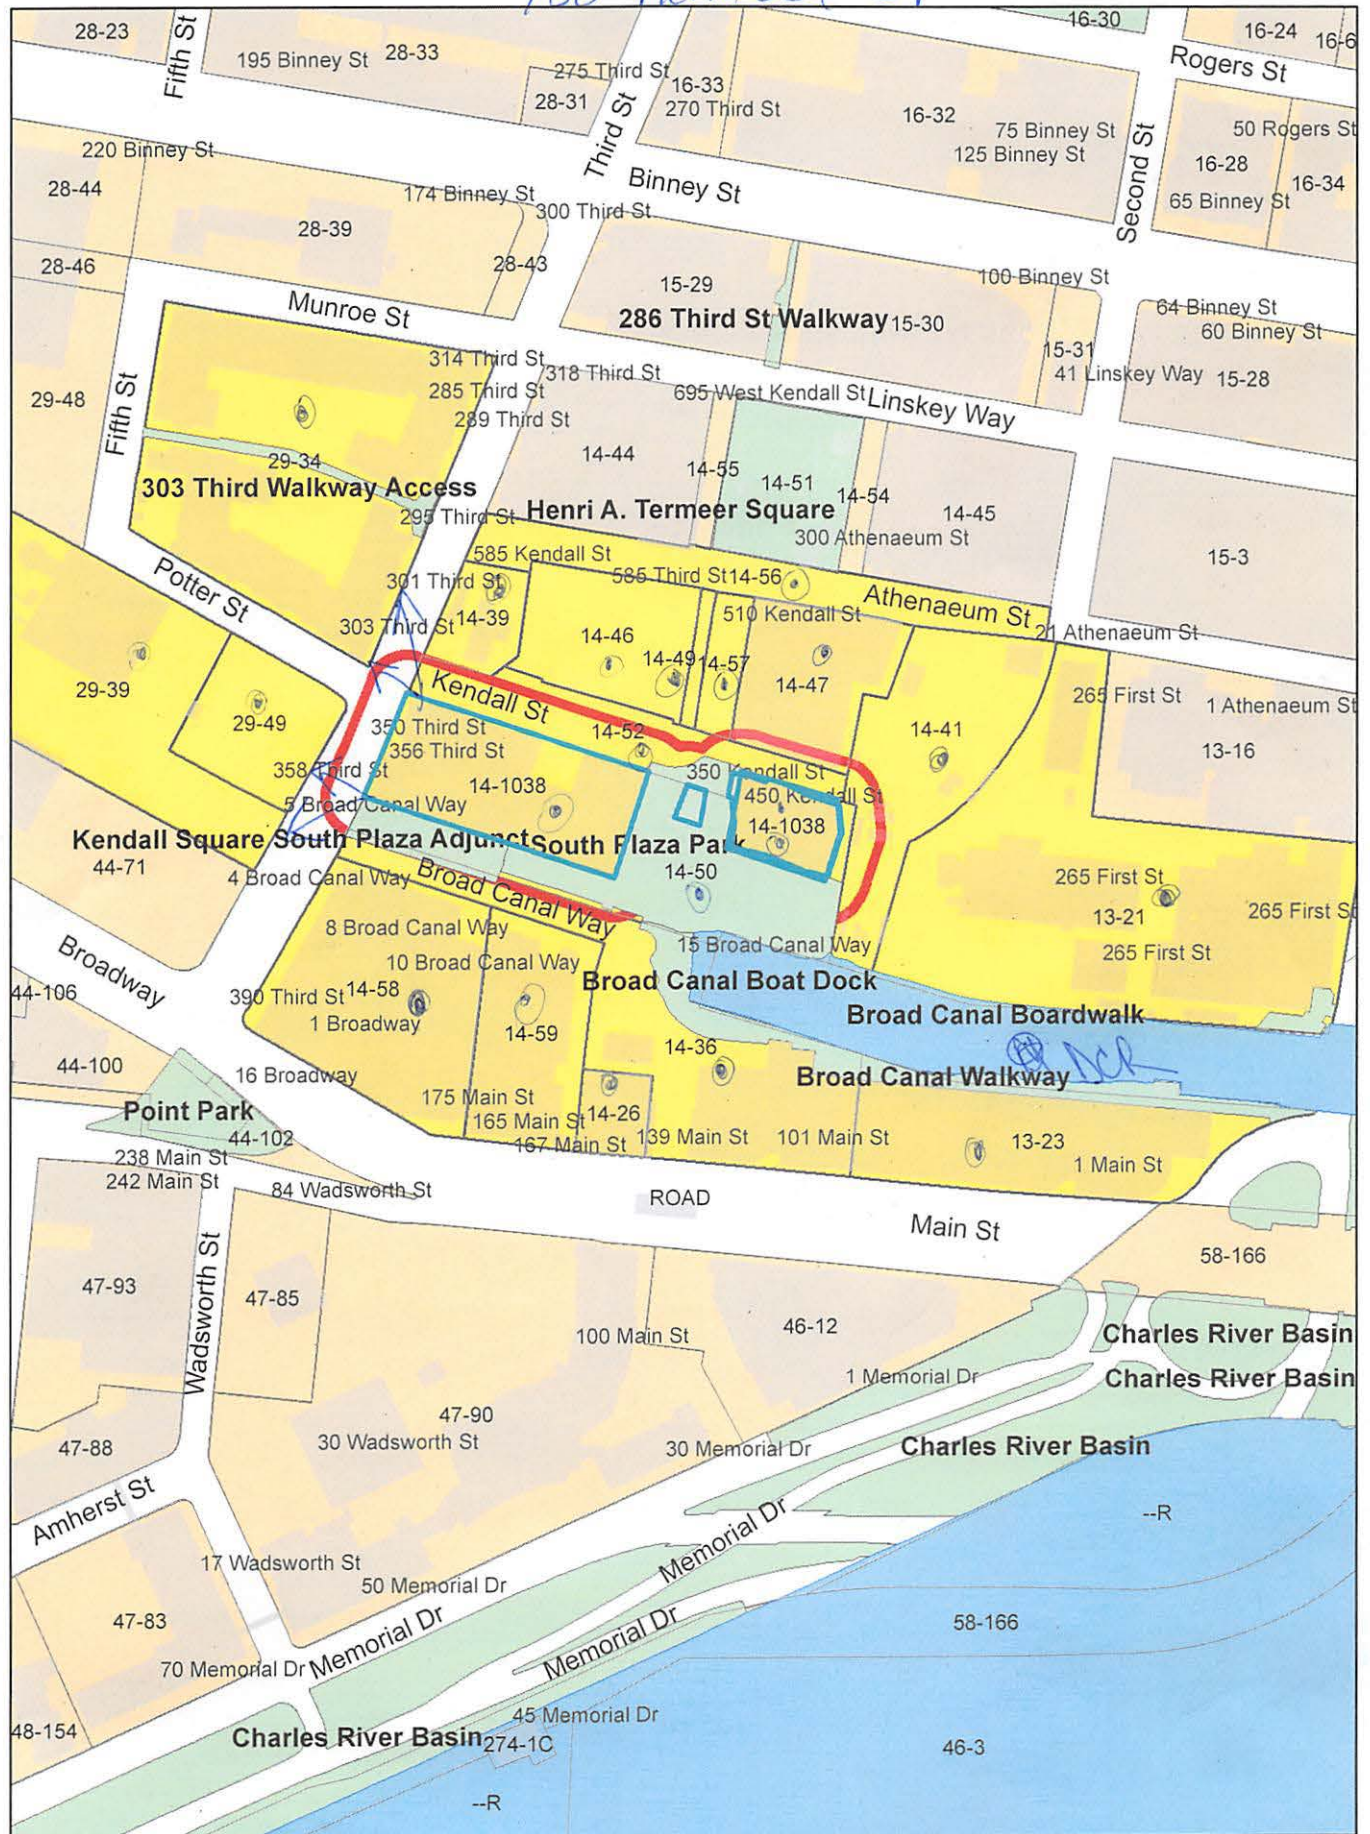 16-30
28-23
Fifth St
195 Binney St
28-33
275 Third St
28-31
Third St
16-33
270 Third St
16-32
75 Binney St
125 Binney St
Second St
16-24
16-6
Rogers St
50 Rogers St
16-28
16-34
65 Binney St
220 Binney St
28-44
174 Binney St
Binney St
300 Third St
28-39
28-46
28-43
15-29
100 Binney St
64 Binney St
60 Binney St
Munroe St
286 Third St Walkway
15-30
15-31
41 Linskey Way
15-28
314 Third St
318 Third St
285 Third St
695 West Kendall St
Linskey Way
289 Third St
29-48
Fifth St
29-34
14-44
14-55
14-51
14-54
14-45
303 Third Walkway Access
Henri A. Termeer Square
295 Third St
300 Athenaeum St
15-3
585 Kendall St
585 Third St
14-56
Potter St
301 Third St
303 Third St
14-39
510 Kendall St
Athenaeum St
21 Athenaeum St
14-46
14-49
14-57
14-47
29-39
29-49
Kendall St
265 First St
1 Athenaeum St
350 Third St
356 Third St
14-52
14-41
13-16
358 Third St
14-1038
350 Kendall St
450 Kendall St
5 Broad Canal Way
14-1038
Kendall Square South Plaza Adjunct
South Plaza Park
44-71
4 Broad Canal Way
Broad Canal Way
14-50
265 First St
13-21
265 First St
8 Broad Canal Way
15 Broad Canal Way
265 First St
Broadway
10 Broad Canal Way
Broad Canal Boat Dock
44-106
390 Third St
14-58
1 Broadway
14-59
Broad Canal Boardwalk
14-36
DCR
44-100
16 Broadway
Broad Canal Walkway
Point Park
175 Main St
165 Main St
14-26
44-102
167 Main St
139 Main St
101 Main St
13-23
238 Main St
1 Main St
242 Main St
84 Wadsworth St
ROAD
Main St
Wadsworth St
58-166
47-93
47-85
100 Main St
46-12
Charles River Basin
1 Memorial Dr
Charles River Basin
47-90
47-88
30 Wadsworth St
30 Memorial Dr
Charles River Basin
Amherst St
Memorial Dr
--R
17 Wadsworth St
50 Memorial Dr
47-83
Memorial Dr
Memorial Dr
58-166
70 Memorial Dr
48-154
45 Memorial Dr
Charles River Basin
274-1C
46-3
--R